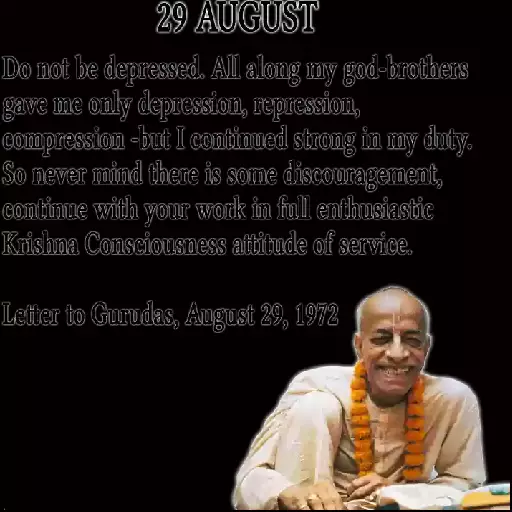 29 AUGUST
Do not be depressed. All along my god-brothers
gave me only depression, repression,
compression -but I continued strong in my duty.
So never mind there is some discouragement,
continue with your work in full enthusiastic
Krishna Consciousness attitude of service.
Letter to Gurudas, August 29, 1972